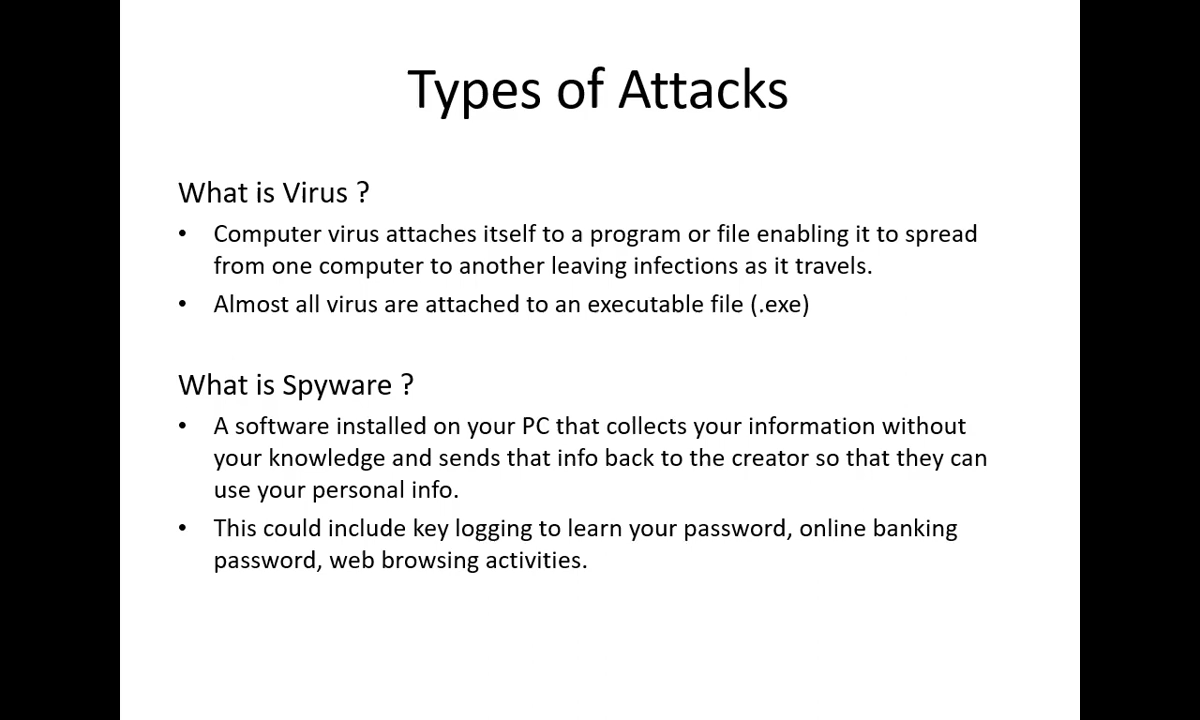 Types of Attacks
What is Virus ?
• Computer virus attaches itself to a program or file enabling it to spread
from one computer to another leaving infections as it travels.
• Almost all virus are attached to an executable file (.exe)
What is Spyware ?
• A software installed on your PC that collects your information without
your knowledge and sends that info back to the creator so that they can
use your personal info.
• This could include key logging to learn your password, online banking
password, web browsing activities.